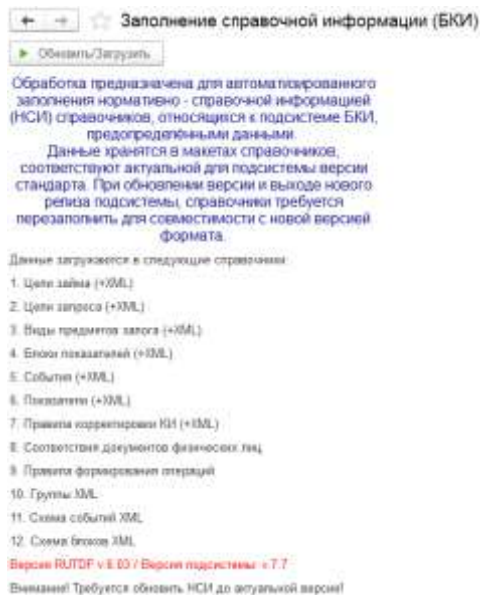 Заполнение справочной информации (БКИ)
Обновить/Загрузить
Обработка предназначена для автоматизированного
заполнения нормативно - справочной информацией
(НСИ) справочников, относящихся к подсистеме БКИ,
предопределёнными данными.
Данные хранятся в макетах справочников,
соответствуют актуальной для подсистемы версии
стандарта. При обновлении версии и выходе нового
релиза подсистемы, справочники требуется
перезаполнить для совместимости с новой версией
формата.
Данные загружаются в следующие справочники:
1. Цели займа (+XML)
2. Цели запроса (+XML)
3. Виды предметов залога (+XML)
4. Блоки показателей (+XML)
5. События (+XML)
6. Показатели (+XML)
7. Правила корректировки КИ (+XML)
8. Соответствия документов физических лиц
9. Правила формирования операций
10. Группы XML
11. Схема событий XML
12. Схема блоков XML
Версия RUTDF v 6.03 / Версия подсистемы: v 7.7
Внимание! Требуется обновить НСИ до актуальной версии!